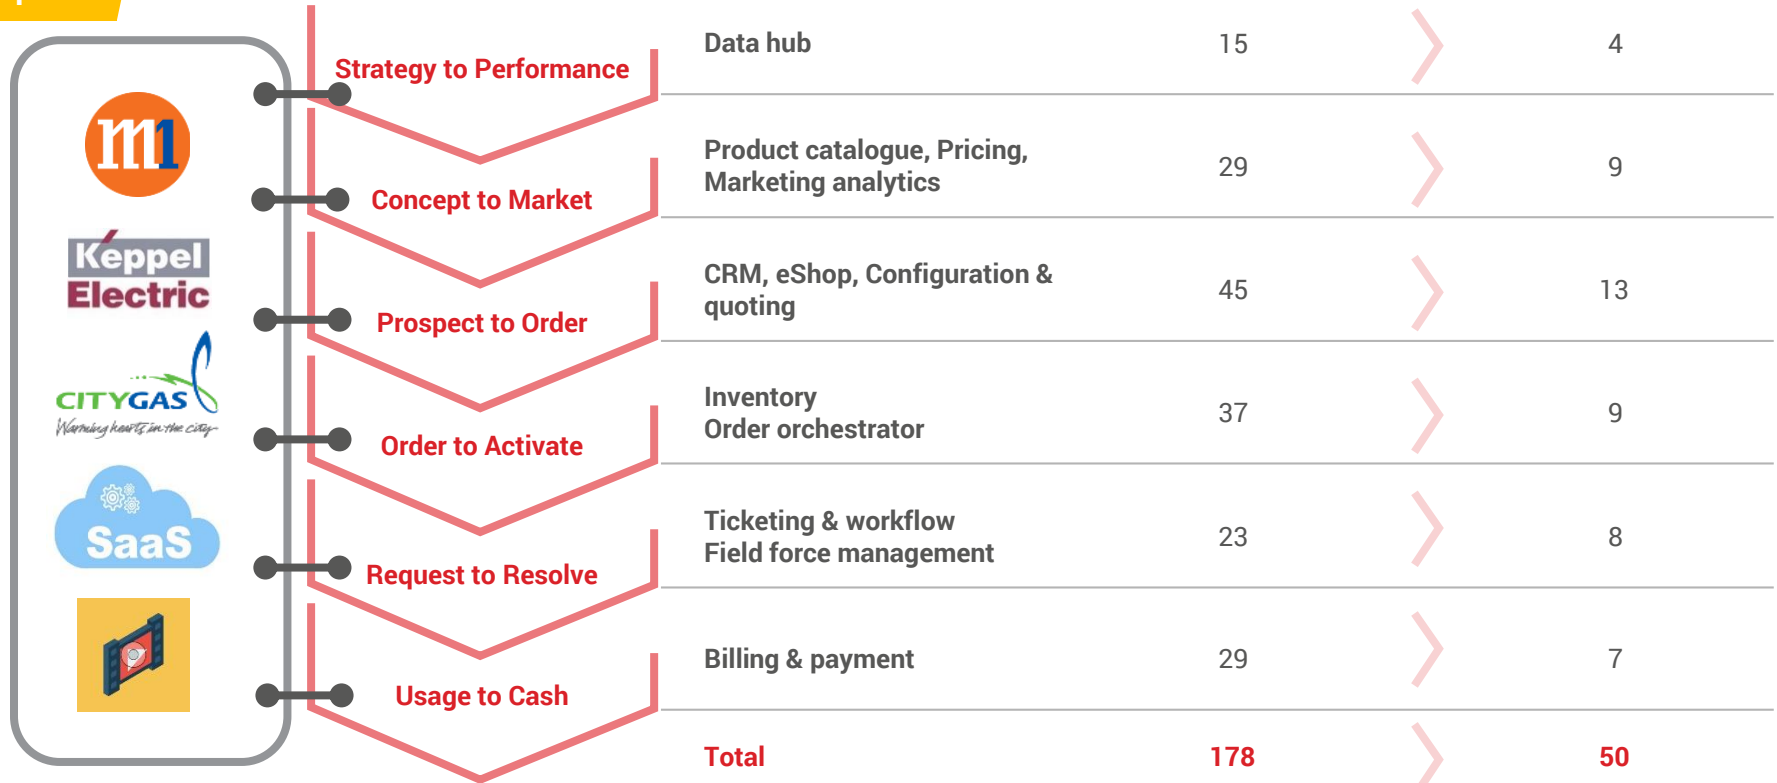 m1
Keppel
Electric
CITYGAS
Warming hearts in the city
SaaS
Strategy to Performance
Data hub
15
4
Concept to Market
Product catalogue, Pricing,
Marketing analytics
29
9
Prospect to Order
CRM, eShop, Configuration &
quoting
45
13
Order to Activate
Inventory
Order orchestrator
37
9
Request to Resolve
Ticketing & workflow
Field force management
23
8
Usage to Cash
Billing & payment
29
7
Total
178
50